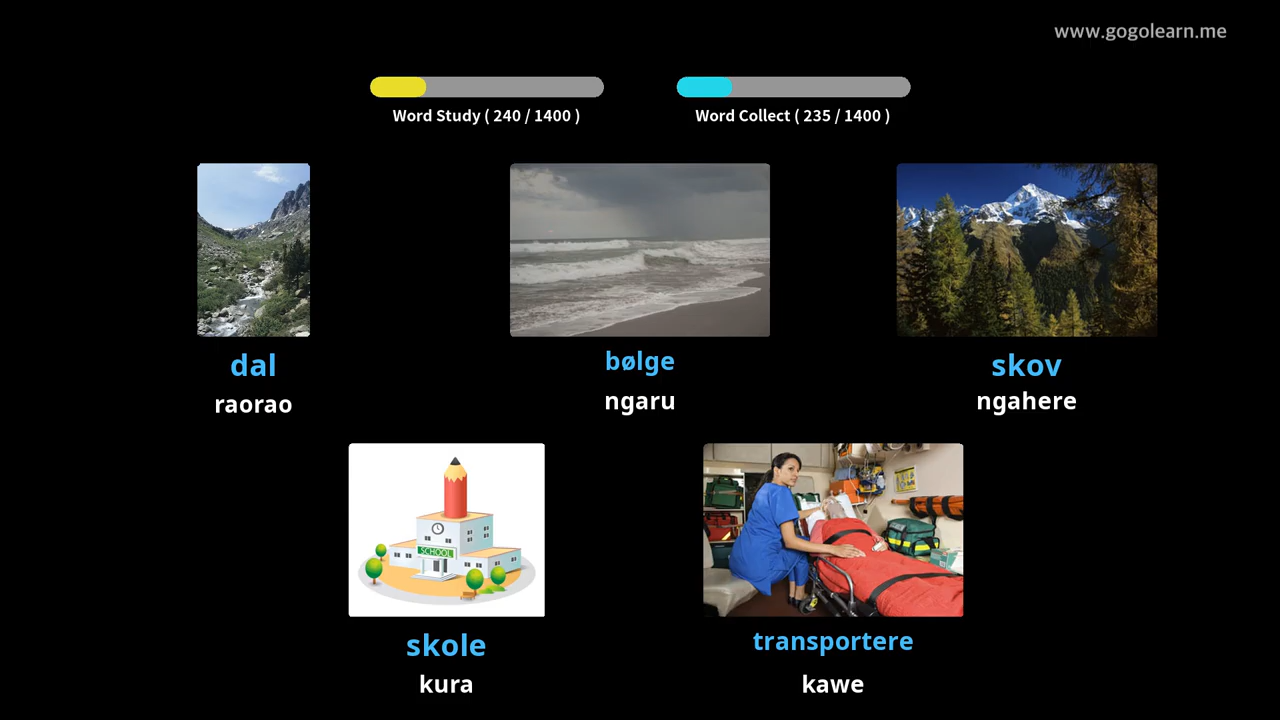 www.gogolearn.me
Word Study ( 240 / 1400 )
Word Collect ( 235 / 1400 )
dal
raorao
bølge
ngaru
skov
ngahere
SCHOOL
skole
kura
transportere
kawe